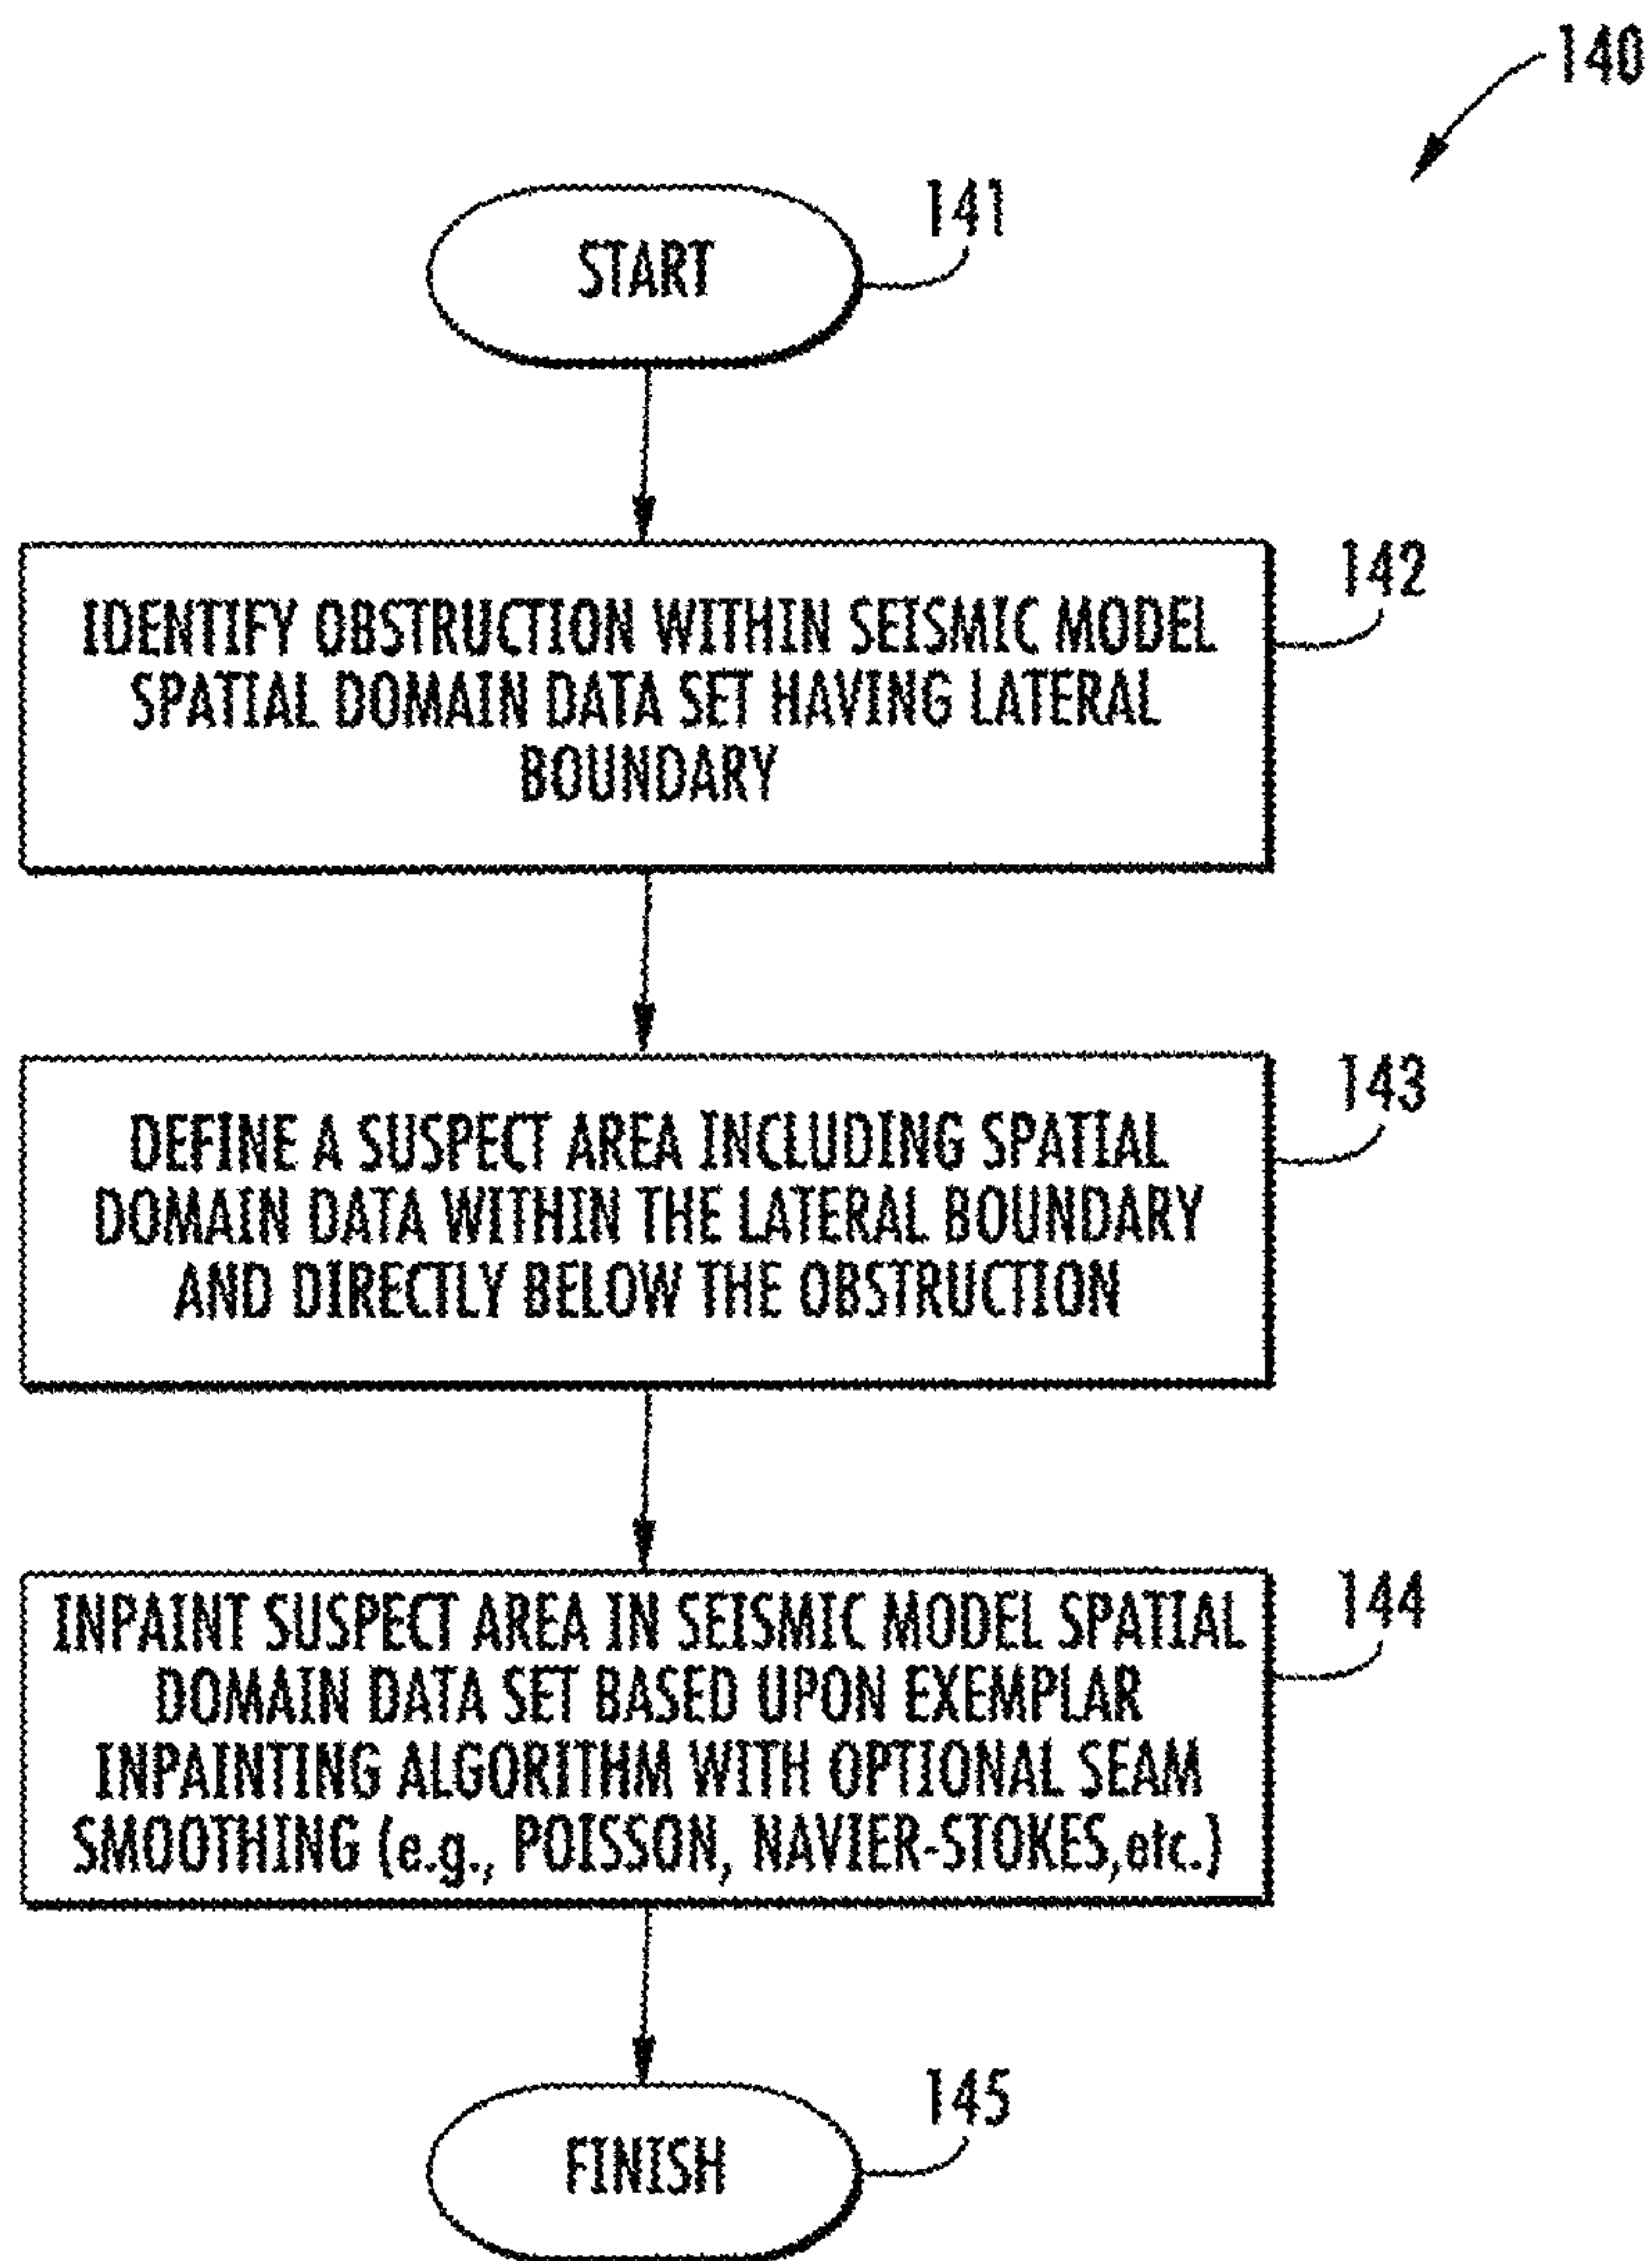 140
141
START
142
IDENTIFY OBSTRUCTION WITHIN SEISMIC MODEL
SPATIAL DOMAIN DATA SET HAVING LATERAL
BOUNDARY
143
DEFINE A SUSPECT AREA INCLUDING SPATIAL
DOMAIN DATA WITHIN THE LATERAL BOUNDARY
AND DIRECTLY BELOW THE OBSTRUCTION
144
INPAINT SUSPECT AREA IN SEISMIC MODEL SPATIAL
DOMAIN DATA SET BASED UPON EXEMPLAR
INPAINTING ALGORITHM WITH OPTIONAL SEAM
SMOOTHING (e.g., POISSON, NAVIER-STOKES,etc.)
145
FINISH